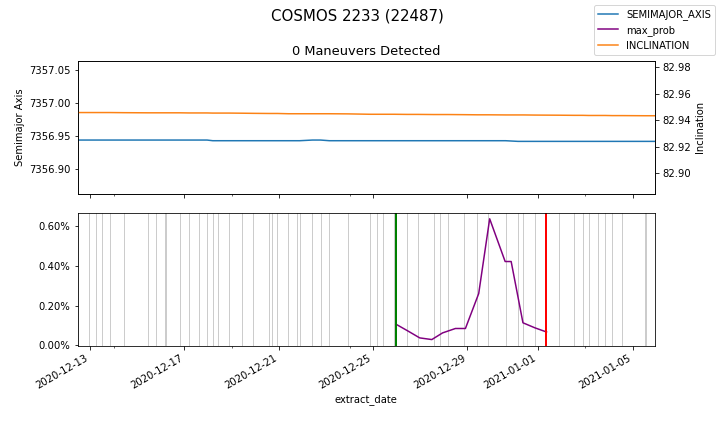 COSMOS 2233 (22487)
SEMIMAJOR_AXIS
max_prob
INCLINATION
0 Maneuvers Detected
7357.05
7357.00
7356.95
7356.90
Semimajor Axis
82.98
82.96
82.94
82.92
82.90
Inclination
0.60%
0.40%
0.20%
0.00%
2020-12-13
2020-12-17
2020-12-21
2020-12-25
2020-12-29
2021-01-01
2021-01-05
extract_date